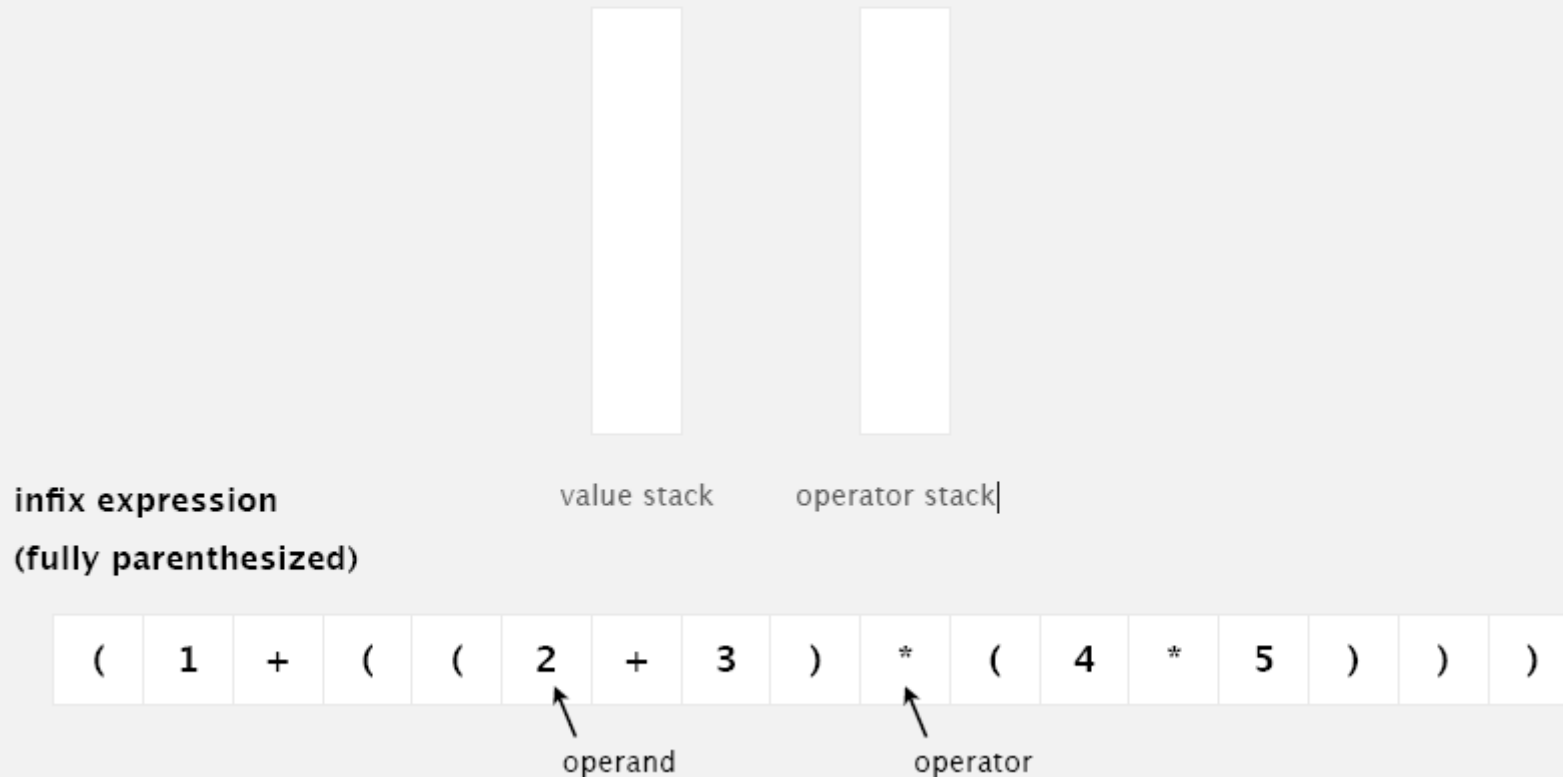 value stack operator stack
infix expression
(fully parenthesized)
( 1 + ( ( 2 + 3 ) * ( 4 * 5 ) ) )
operand operator